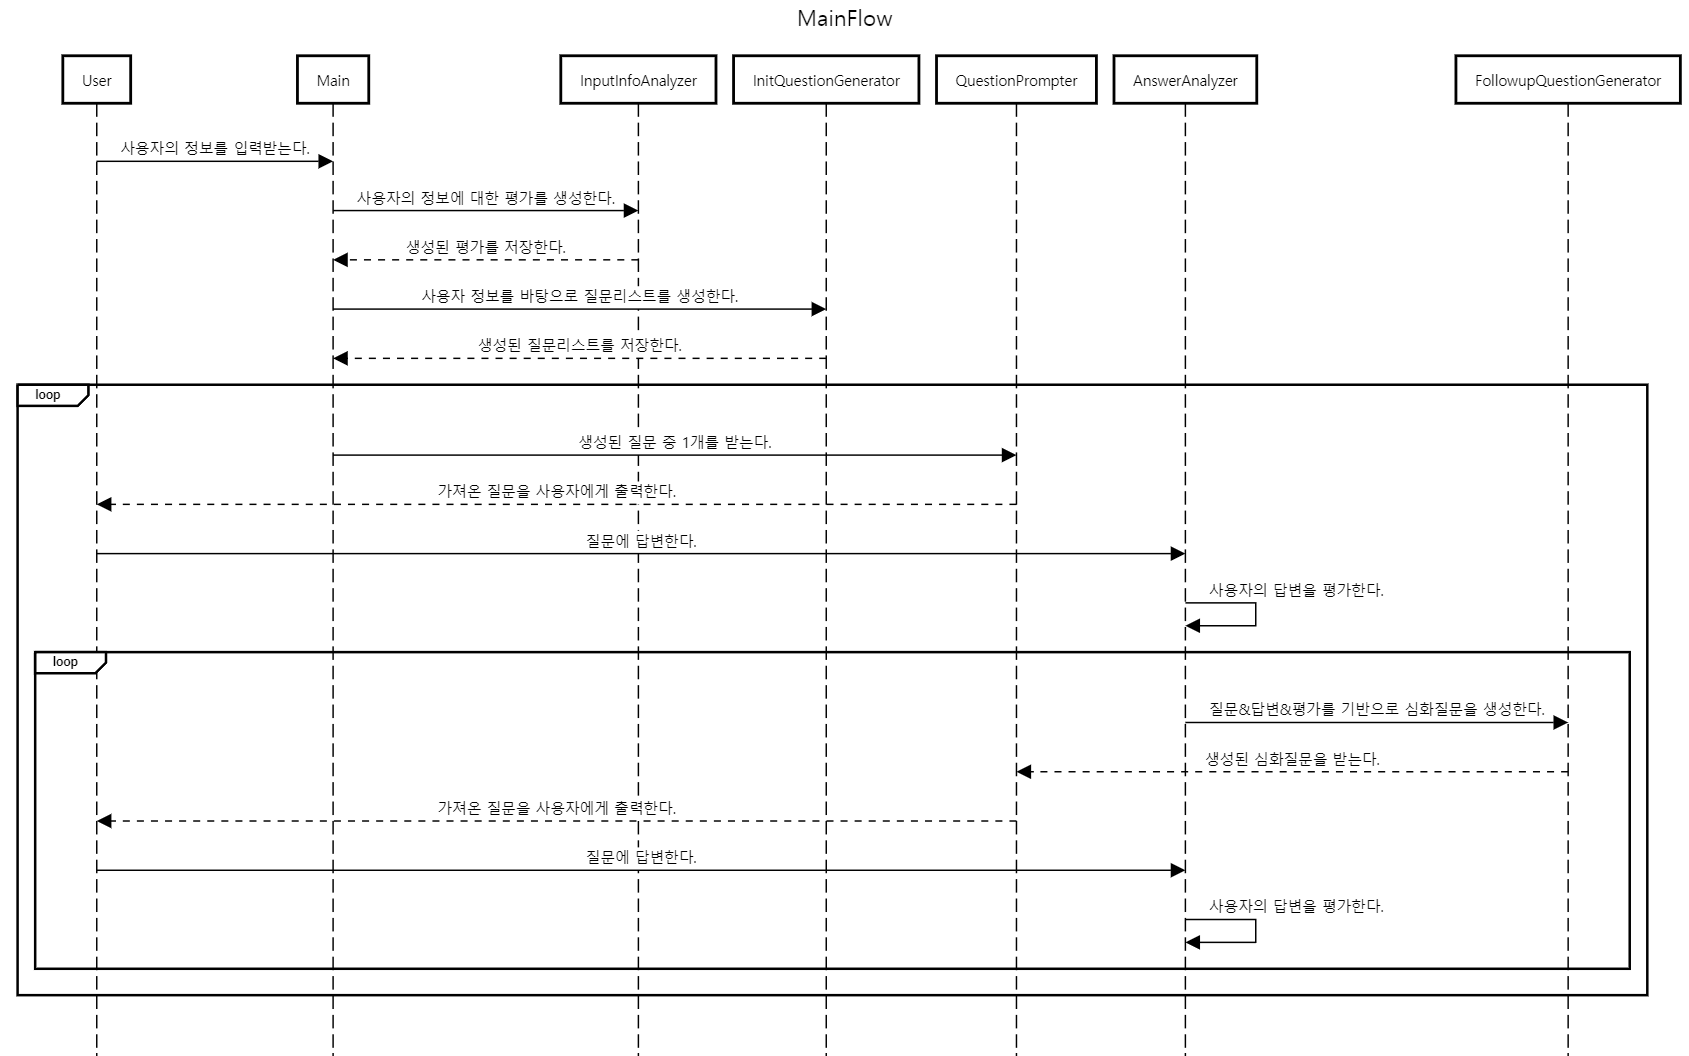 MainFlow
User
Main
InputInfoAnalyzer
InitQuestionGenerator
QuestionPrompter
AnswerAnalyzer
FollowupQuestionGenerator
사용자의 정보를 입력받는다.
사용자의 정보에 대한 평가를 생성한다.
생성된 평가를 저장한다.
사용자 정보를 바탕으로 질문리스트를 생성한다.
생성된 질문리스트를 저장한다.
loop
생성된 질문 중 1개를 받는다.
가져온 질문을 사용자에게 출력한다.
질문에 답변한다.
사용자의 답변을 평가한다.
loop
질문&답변&평가를 기반으로 심화질문을 생성한다.
생성된 심화질문을 받는다.
가져온 질문을 사용자에게 출력한다.
질문에 답변한다.
사용자의 답변을 평가한다.